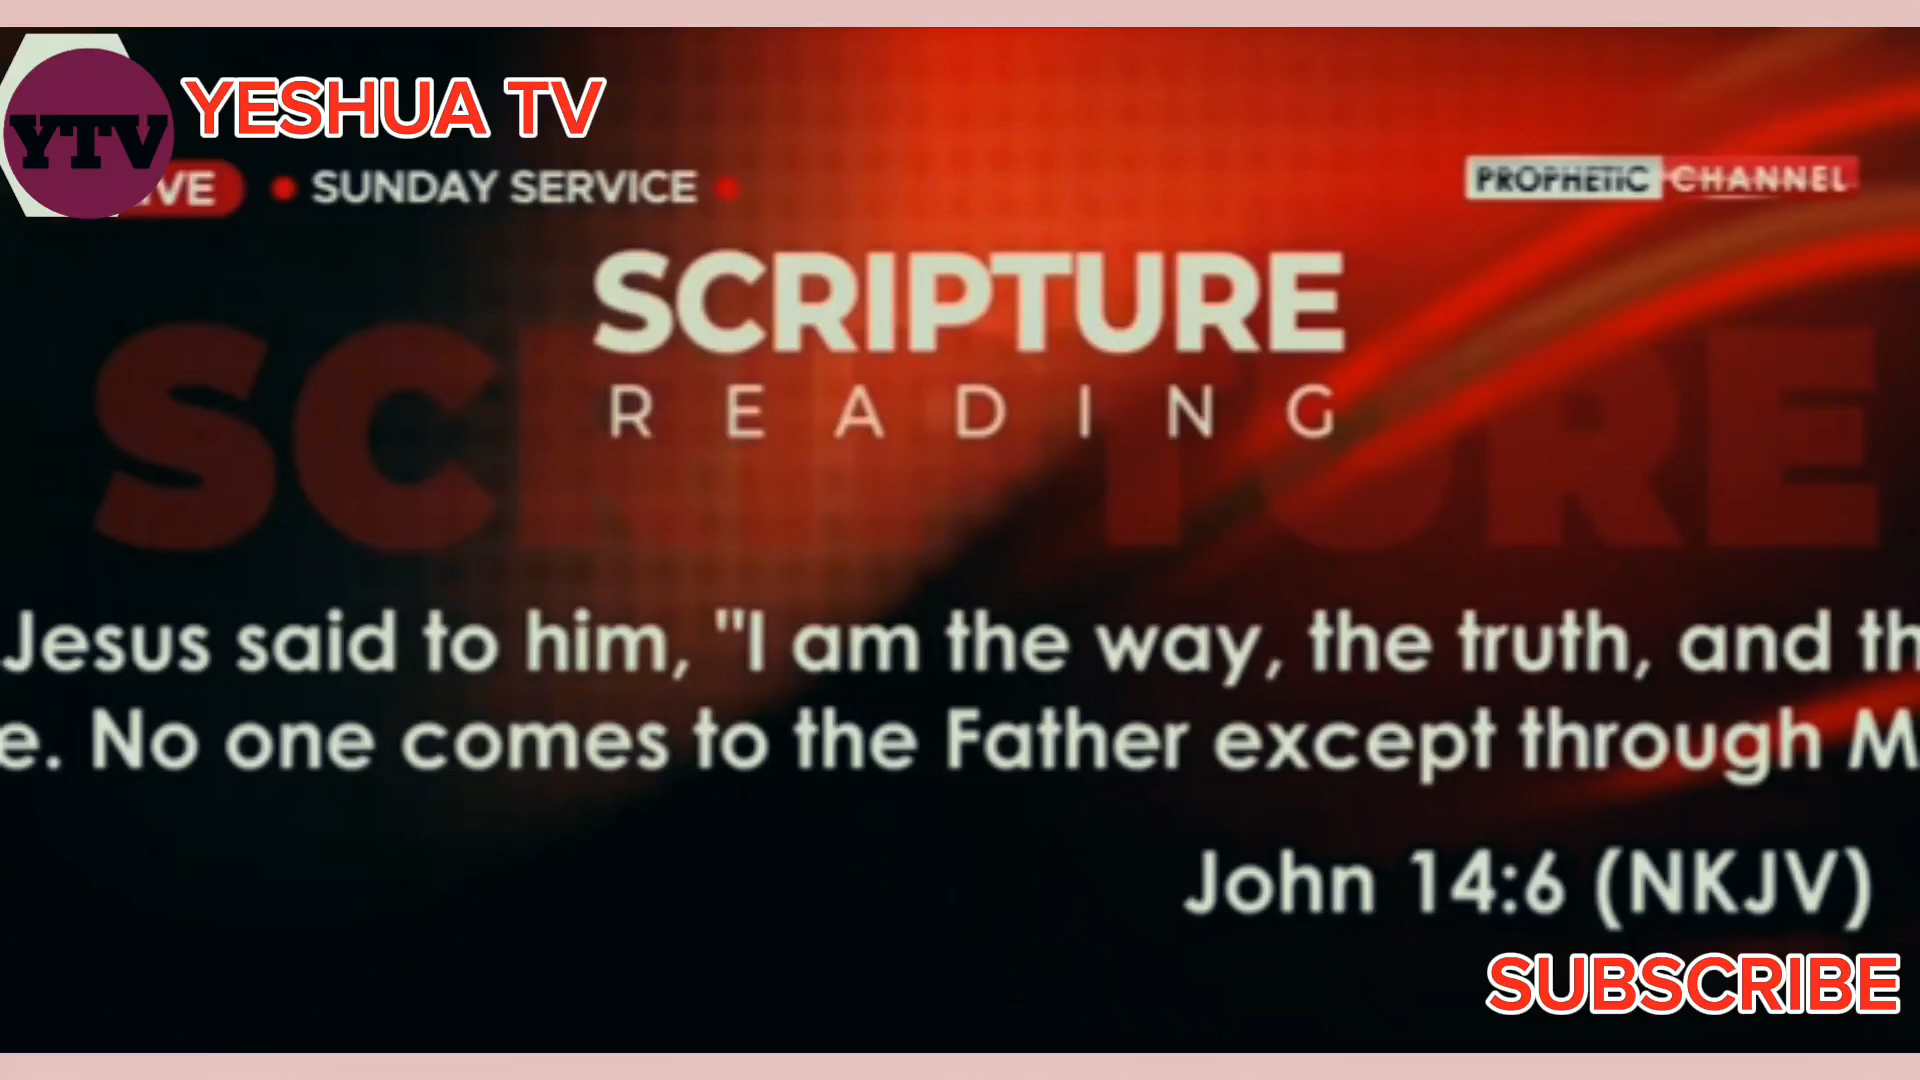 YTV
YESHUA TV
VE
SUNDAY SERVICE
PROPHETIC CHANNEL
SCRIPTURE
SCRIPTURE
READING
Jesus said to him, "I am the way, the truth, and th
e. No one comes to the Father except through M
John 14:6 (NKJV)
SUBSCRIBE